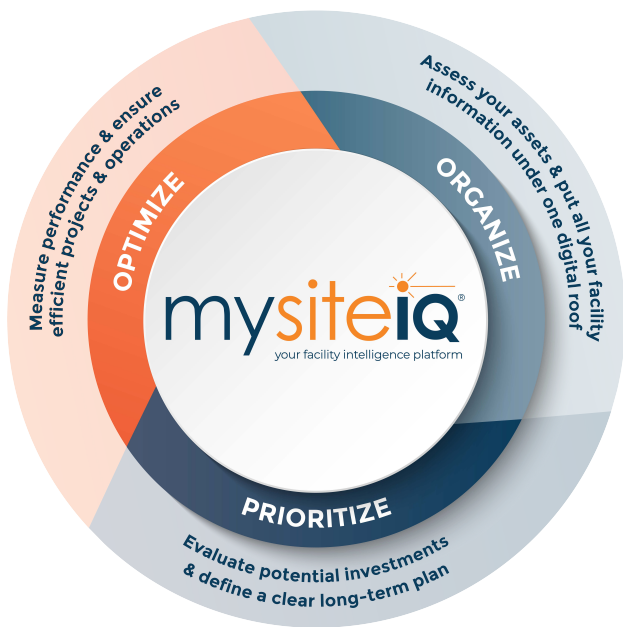 Measure performance & ensure
efficient projects & operations
OPTIMIZE
Assess your assets & put all your facility
information under one digital roof
ORGANIZE
mysiteiQ®
your facility intelligence platform
PRIORITIZE
Evaluate potential investments
& define a clear long-term plan